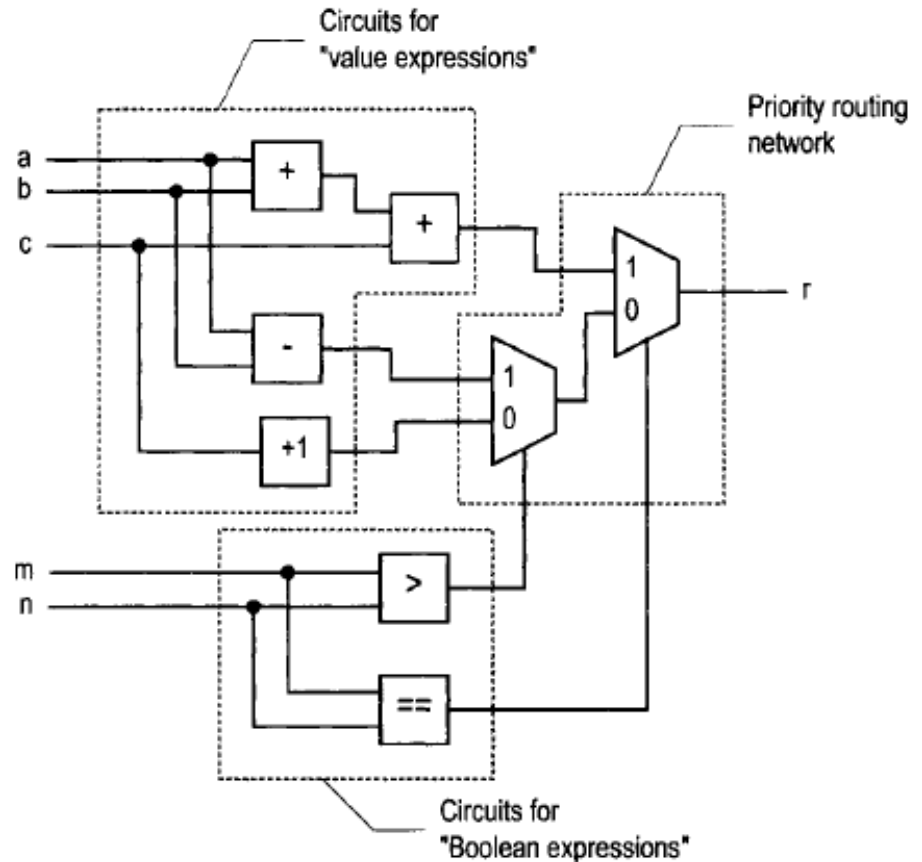 Circuits for
"value expressions"
Priority routing
network
a
b
c
+
+
-
+1
1
0
1
0
r
m
n
>
==
Circuits for
"Boolean expressions"